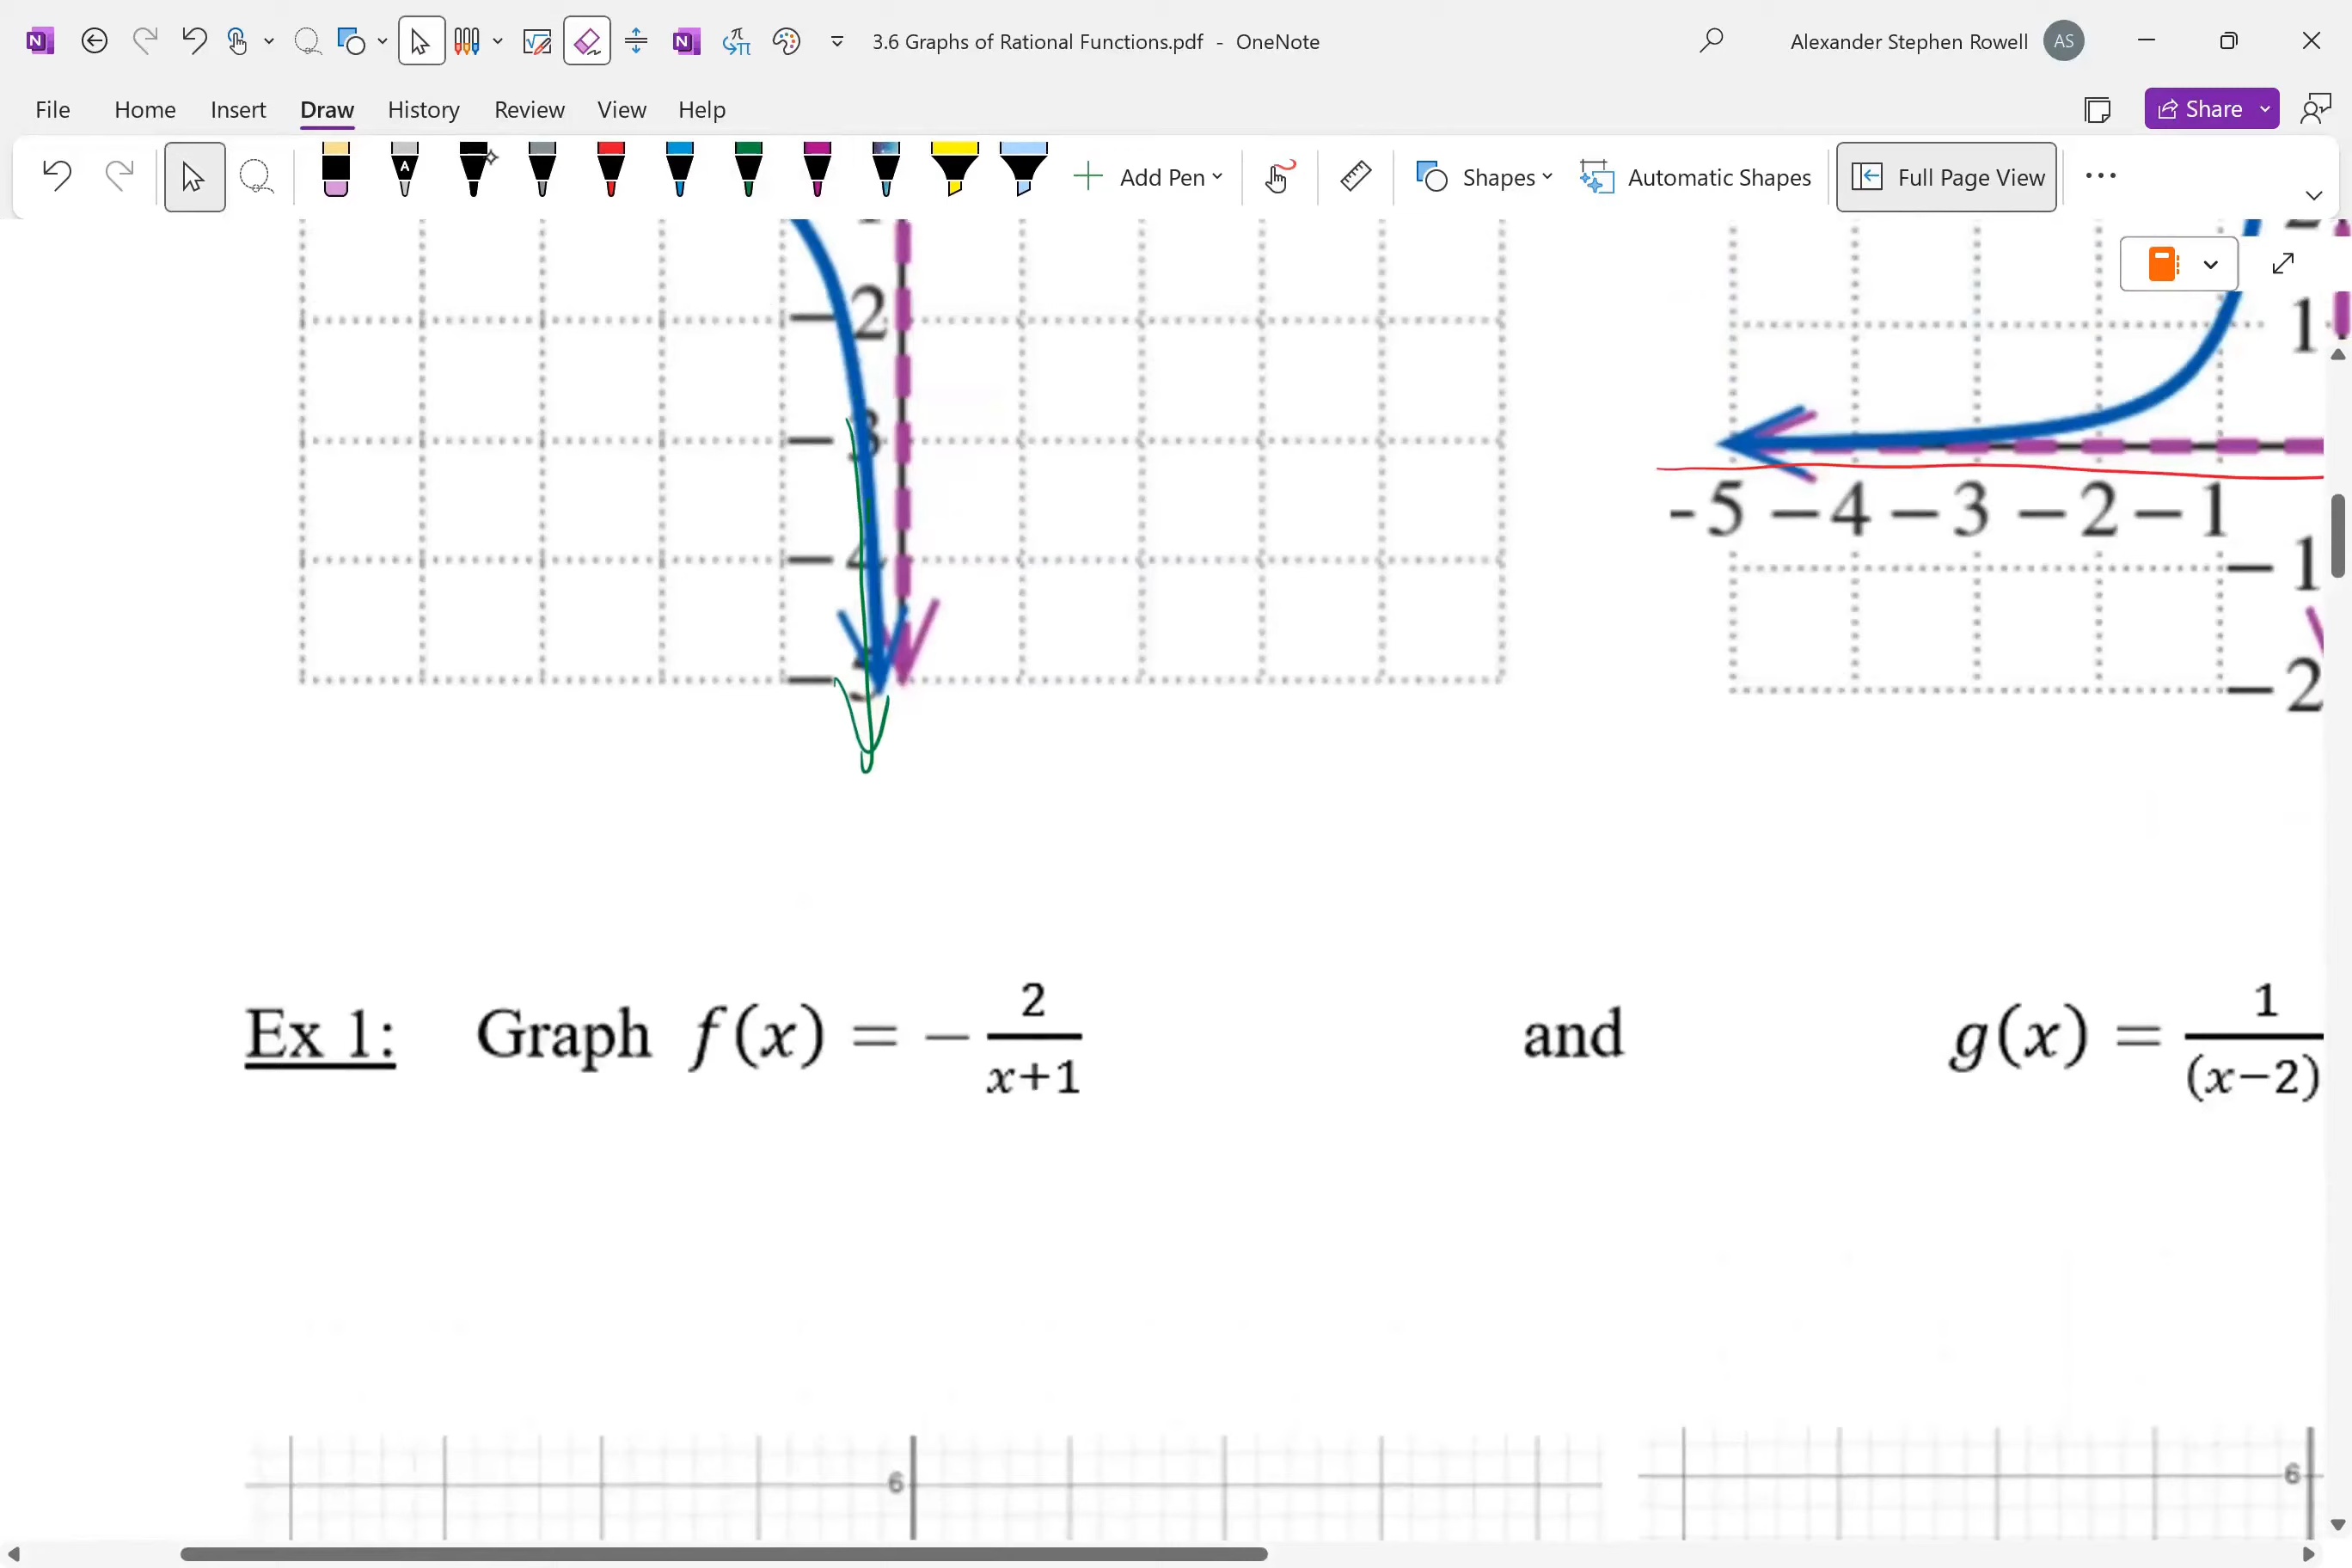 3.6 Graphs of Rational Functions.pdf - OneNote
Alexander Stephen Rowell AS
File Home Insert Draw History Review View Help
Share
A
Add Pen
Shapes
Automatic Shapes
Full Page View
−2
−4
1
-5 −4 −3 −2 −1
−1
−2
Ex 1: Graph f(x) = − 2/(x+1) and g(x) = 1/(x−2)
6
6